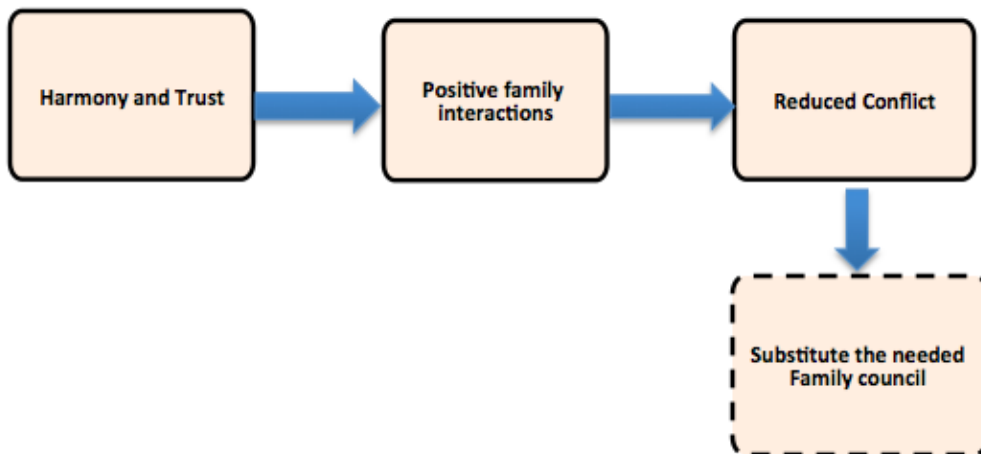 Harmony and Trust
Positive family
interactions
Reduced Conflict
Substitute the needed
Family council